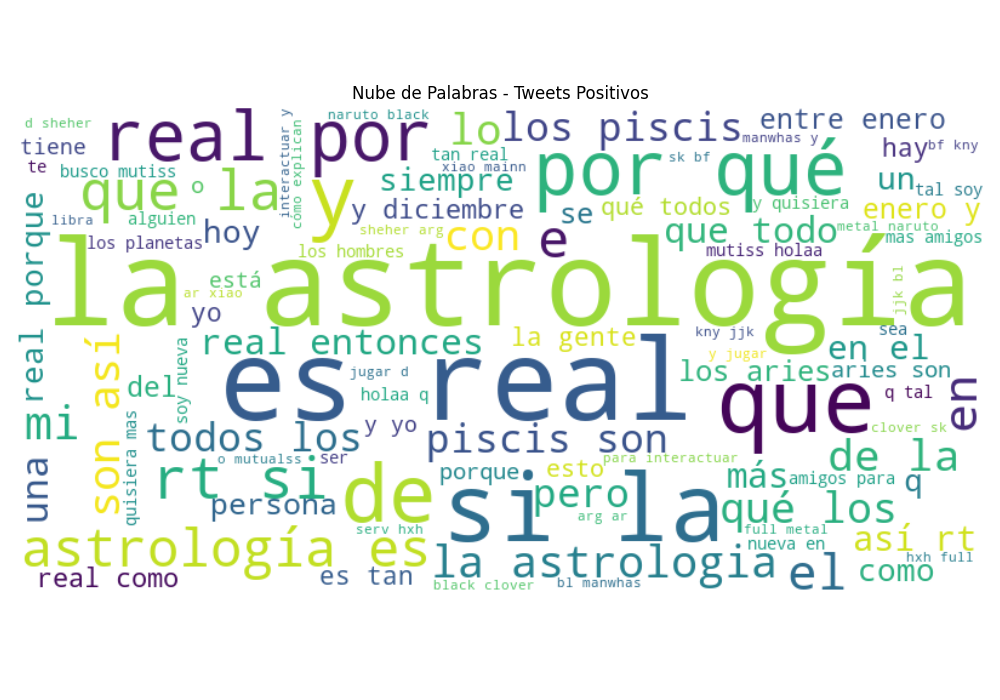 Nube de Palabras - Tweets Positivos
d sheher
real
interactuar y
naruto black
por
lo
los piscis
entre enero
tiene
manwhas y
hay
bf kny
te
busco mutiss
que la
o
cómo explican
y
tan real
xiao mainn
siempre
por qué
sk bf
un
tal soy
real porque
libra
alguien
y diciembre
se
qué todos
y quisiera
enero y
los planetas
hoy
sheher arg
con
e
que todo
metal naruto
mas amigos
los hombres
mutiss holaa
la astrología
está
ar xiao
yo
jjk bl
son así
soy nueva
real entonces
la gente
kny jjk
sea
y jugar
en el
es real
jugar d
los aries
aries son
del
holaa q
que
q tal
en
mi
quisiera mas
todos los
y yo
piscis son
clover sk
una
o mutualss
ser
rt si
de
porque
esto
para interactuar
más
amigos para
de la
q
si la
pero
persona
arg ar
qué los
serv hxh
full metal
así rt
astrología es
la astrologia
nueva en
hxh full
real como
es tan
black clover
bl manwhas
el
como